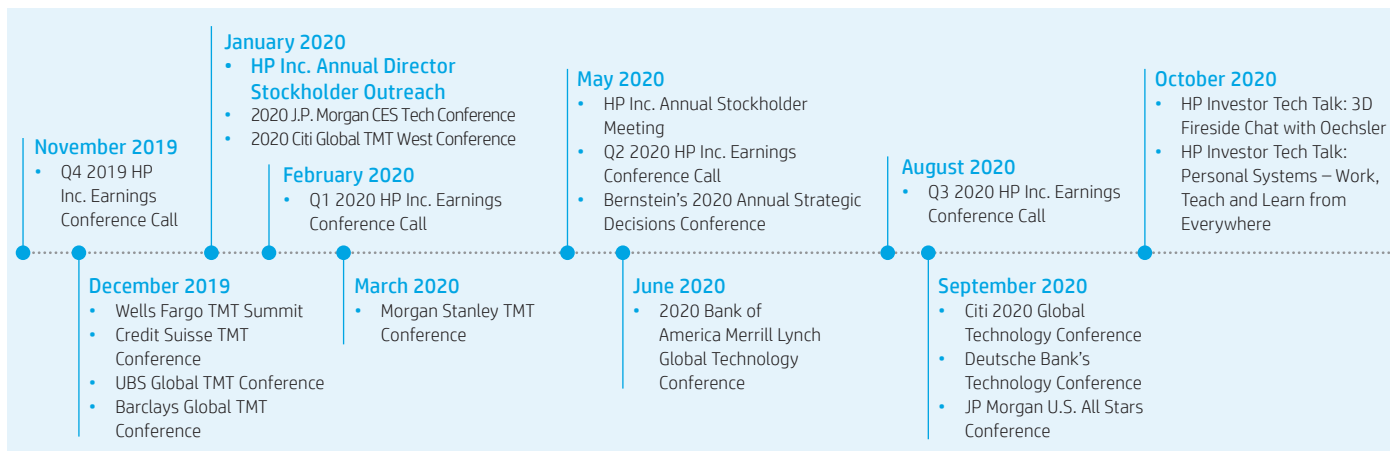 November 2019
• Q4 2019 HP
Inc. Earnings
Conference Call
December 2019
• Wells Fargo TMT Summit
• Credit Suisse TMT
Conference
• UBS Global TMT Conference
• Barclays Global TMT
Conference
January 2020
• HP Inc. Annual Director
Stockholder Outreach
• 2020 J.P. Morgan CES Tech Conference
• 2020 Citi Global TMT West Conference
February 2020
• Q1 2020 HP Inc. Earnings
Conference Call
March 2020
• Morgan Stanley TMT
Conference
May 2020
• HP Inc. Annual Stockholder
Meeting
• Q2 2020 HP Inc. Earnings
Conference Call
• Bernstein’s 2020 Annual Strategic
Decisions Conference
June 2020
• 2020 Bank of
America Merrill Lynch
Global Technology
Conference
August 2020
• Q3 2020 HP Inc. Earnings
Conference Call
September 2020
• Citi 2020 Global
Technology Conference
• Deutsche Bank’s
Technology Conference
• JP Morgan U.S. All Stars
Conference
October 2020
• HP Investor Tech Talk: 3D
Fireside Chat with Oechsler
• HP Investor Tech Talk:
Personal Systems – Work,
Teach and Learn from
Everywhere